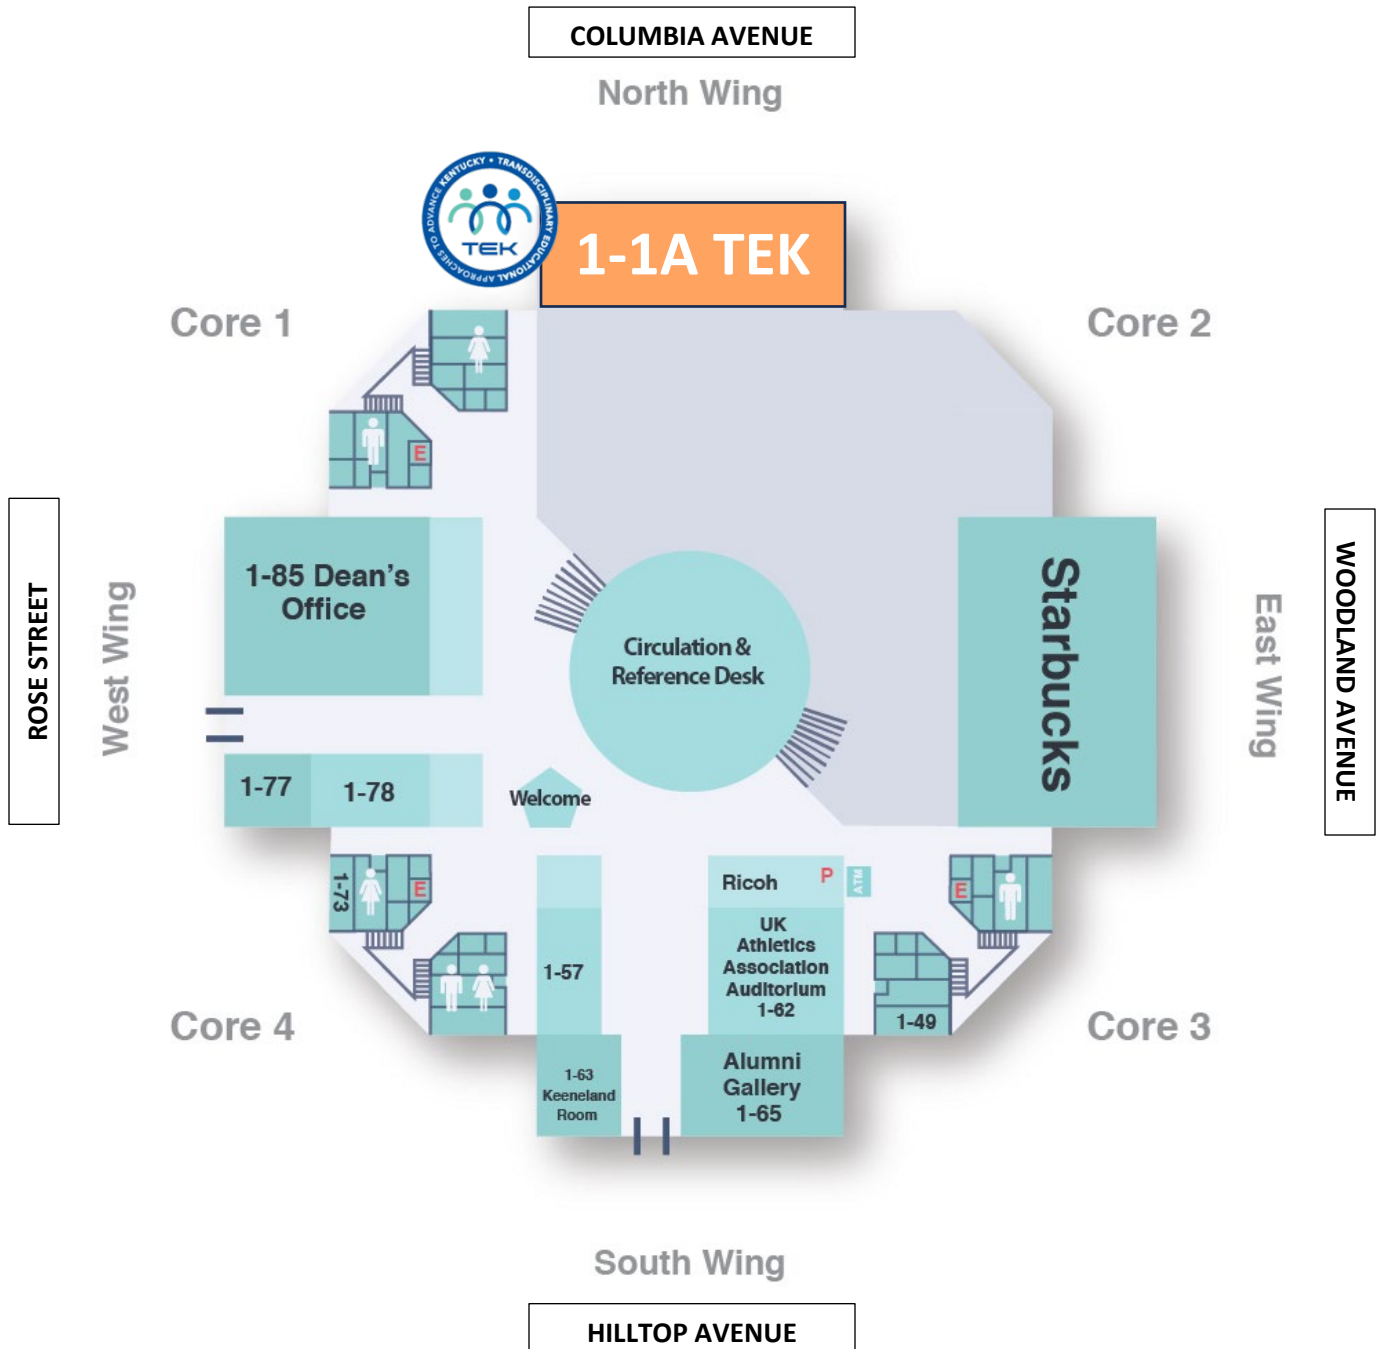 COLUMBIA AVENUE
North Wing
KENTUCKY • TRANSDISCIPLINARY EDUCATIONAL APPROACHES TO ADVANCE
TEK
1-1A TEK
Core 1
Core 2
E
1-85 Dean's
Office
Circulation &
Reference Desk
Starbucks
ROSE STREET
West Wing
East Wing
WOODLAND AVENUE
1-77
1-78
Welcome
1-73
E
Ricoh
P
ATM
E
UK
Athletics
Association
Auditorium
1-62
1-57
1-49
Core 4
Core 3
1-63
Keeneland
Room
Alumni
Gallery
1-65
South Wing
HILLTOP AVENUE